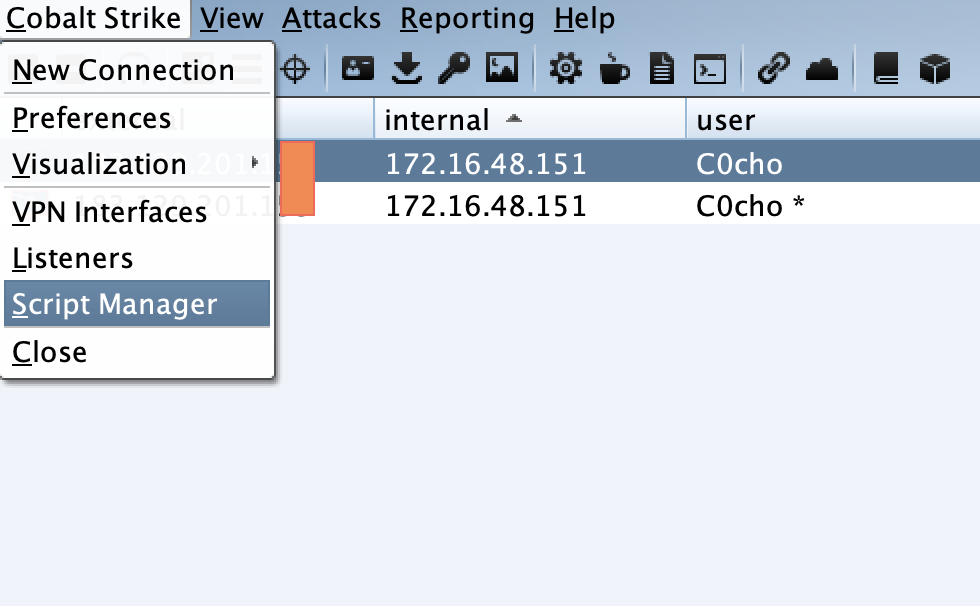 Cobalt Strike View Attacks Reporting Help
New Connection
Preferences
Visualization
VPN Interfaces
Listeners
Script Manager
Close
internal user
172.16.48.151 C0cho
172.16.48.151 C0cho *